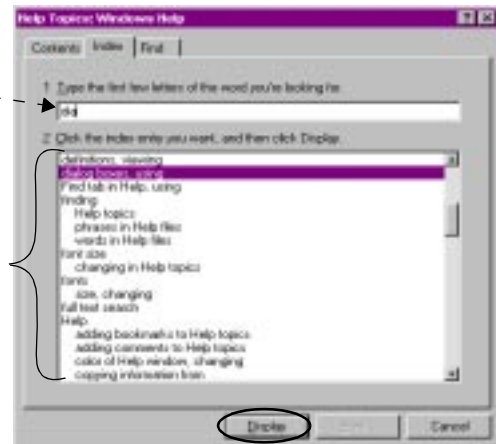 Help Topics: Windows Help
Contents Index Find
1 Type the first few letters of the word you're looking for.
dia
2 Click the index entry you want, and then click Display.
definitions, viewing
dialog boxes, using
Find tab in Help, using
finding
Help topics
phrases in Help files
words in Help files
font size
changing in Help topics
fonts
size, changing
full text search
Help
adding bookmarks to Help topics
adding comments to Help topics
color of Help window, changing
copying information from
Display Cancel